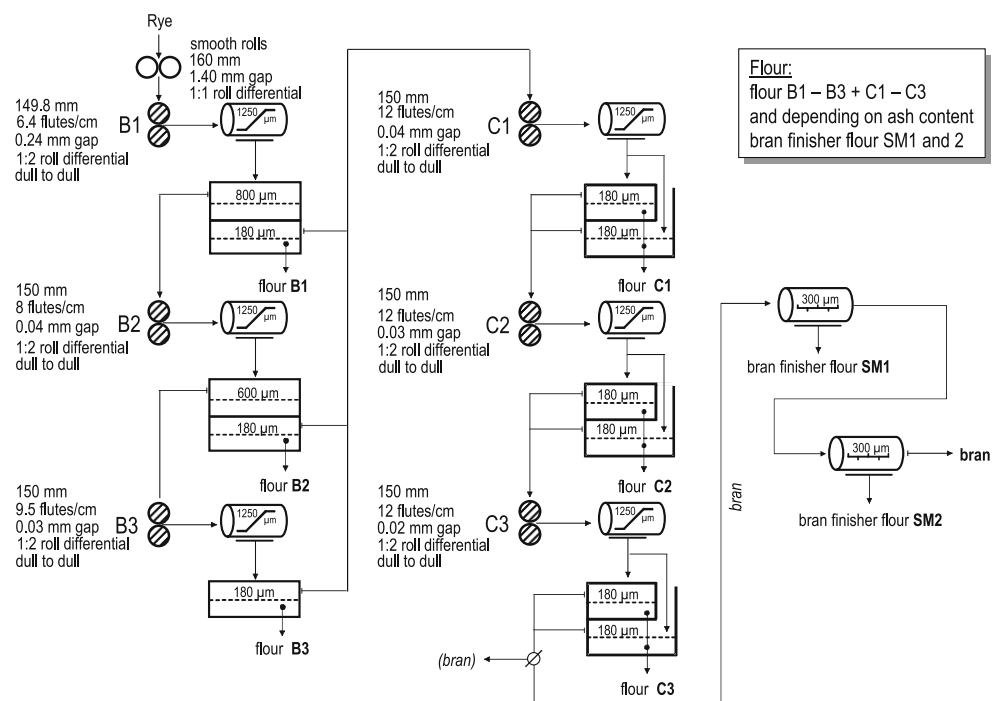 Rye
smooth rolls
160 mm
1.40 mm gap
1:1 roll differential
149.8 mm
6.4 flutes/cm
0.24 mm gap
1:2 roll differential
dull to dull
B1
1250
µm
800 µm
180 µm
flour B1
150 mm
8 flutes/cm
0.04 mm gap
1:2 roll differential
dull to dull
B2
1250
µm
600 µm
180 µm
flour B2
150 mm
9.5 flutes/cm
0.03 mm gap
1:2 roll differential
dull to dull
B3
1250
µm
180 µm
flour B3
150 mm
12 flutes/cm
0.04 mm gap
1:2 roll differential
dull to dull
C1
1250
µm
180 µm
180 µm
flour C1
150 mm
12 flutes/cm
0.03 mm gap
1:2 roll differential
dull to dull
C2
1250
µm
180 µm
180 µm
flour C2
150 mm
12 flutes/cm
0.02 mm gap
1:2 roll differential
dull to dull
C3
1250
µm
180 µm
180 µm
flour C3
(bran)
bran
Flour:
flour B1 – B3 + C1 – C3
and depending on ash content
bran finisher flour SM1 and 2
300 µm
bran finisher flour SM1
300 µm
bran
bran finisher flour SM2